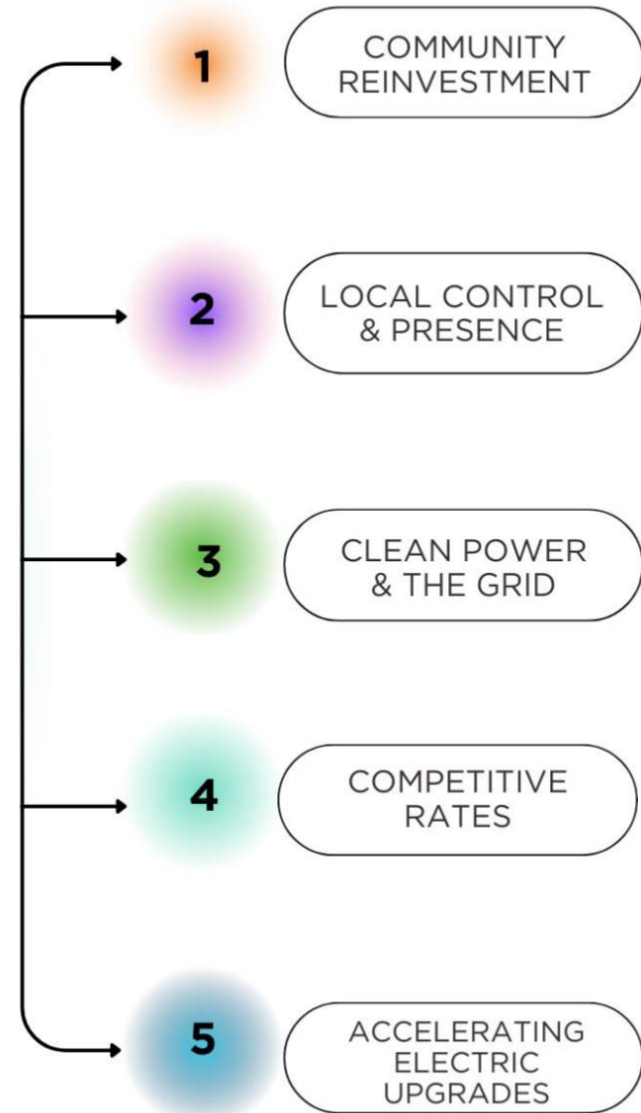 1
COMMUNITY
REINVESTMENT
2
LOCAL CONTROL
& PRESENCE
3
CLEAN POWER
& THE GRID
4
COMPETITIVE
RATES
5
ACCELERATING
ELECTRIC
UPGRADES